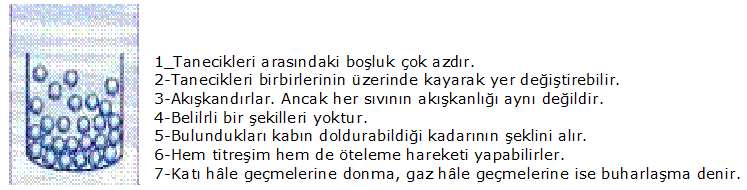 1_Tanecikleri arasındaki boşluk çok azdır.
2-Tanecikleri birbirlerinin üzerinde kayarak yer değiştirebilir.
3-Akışkandırlar. Ancak her sıvının akışkanlığı aynı değildir.
4-Belilrli bir şekilleri yoktur.
5-Bulundukları kabın doldurabildiği kadarının şeklini alır.
6-Hem titreşim hem de öteleme hareketi yapabilirler.
7-Katı hâle geçmelerine donma, gaz hâle geçmelerine ise buharlaşma denir.